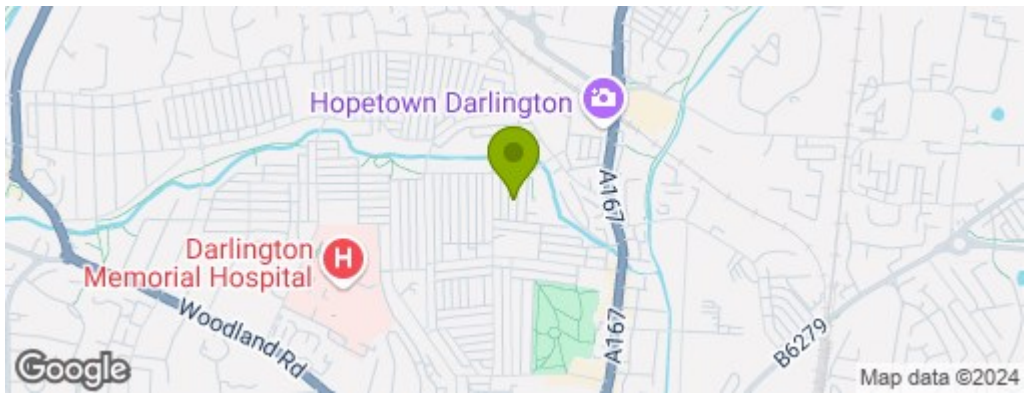 Hopetown Darlington
A167
Darlington
Memorial Hospital
H
Woodland Rd
A167
B6279
Google
Map data ©2024